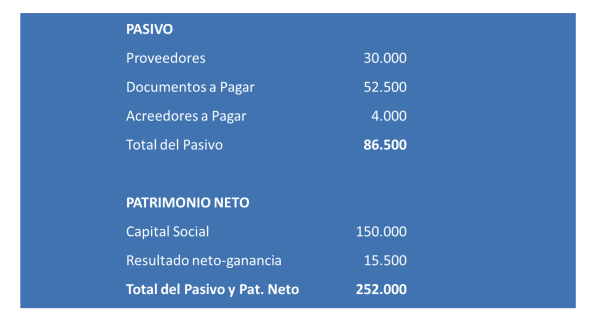 PASIVO
Proveedores 30.000
Documentos a Pagar 52.500
Acreedores a Pagar 4.000
Total del Pasivo 86.500
PATRIMONIO NETO
Capital Social 150.000
Resultado neto-ganancia 15.500
Total del Pasivo y Pat. Neto 252.000